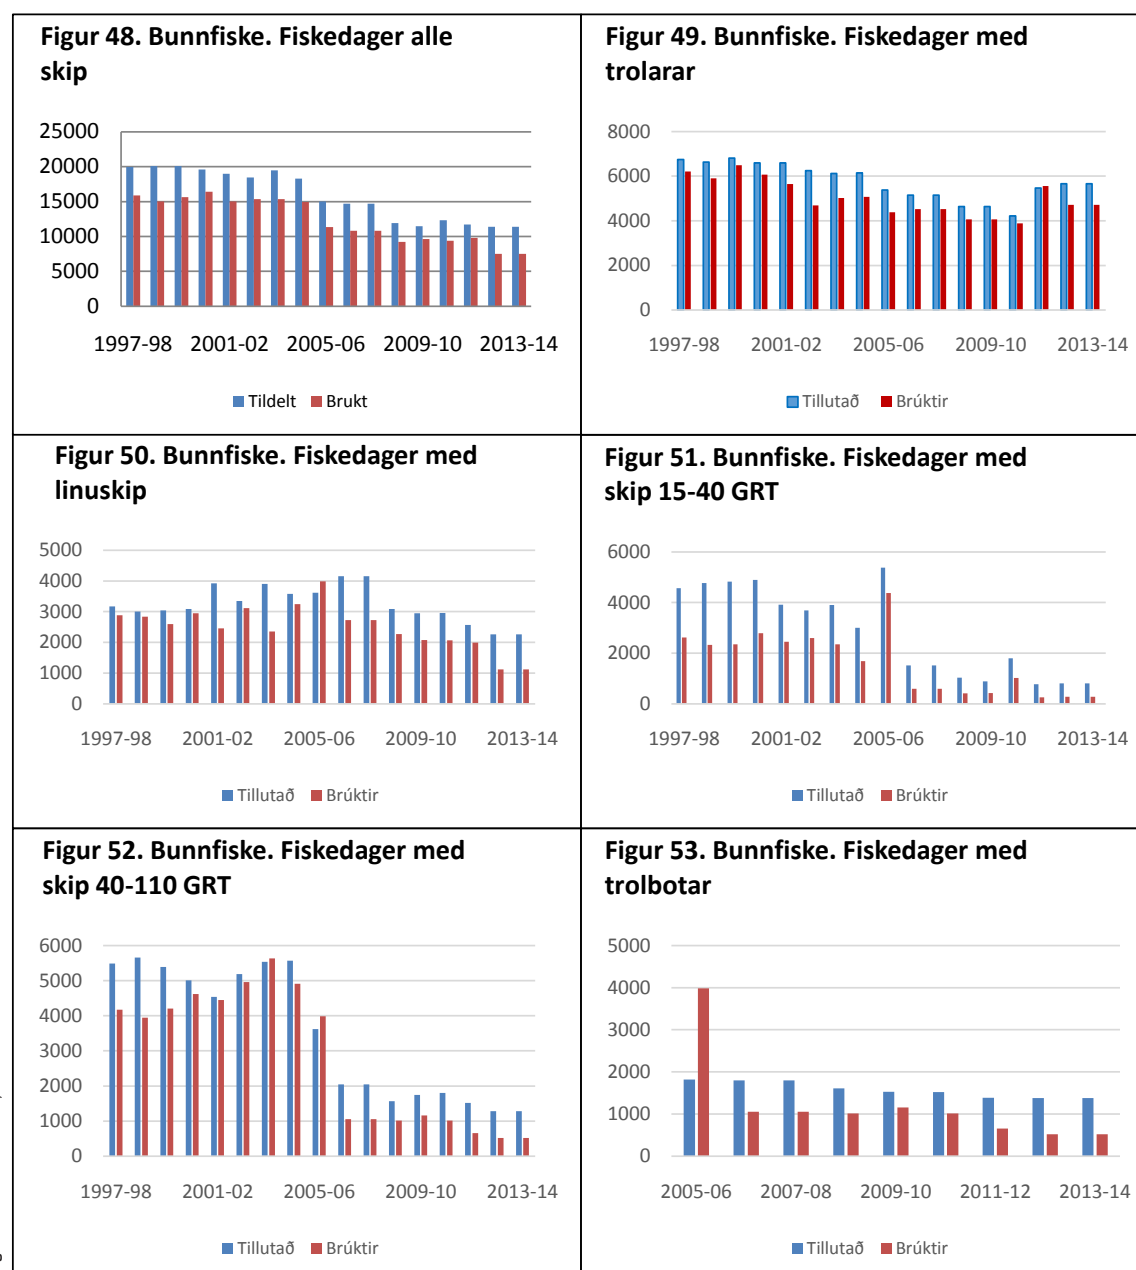 Figur 48. Bunnfiske. Fiskedager alle
skip
25000
20000
15000
10000
5000
0
1997-98 2001-02 2005-06 2009-10 2013-14
Tildelt Brukt
Figur 49. Bunnfiske. Fiskedager med
trolarar
8000
6000
4000
2000
0
1997-98 2001-02 2005-06 2009-10 2013-14
Tillutað Brúktir
Figur 50. Bunnfiske. Fiskedager med
linuskip
5000
4000
3000
2000
1000
0
1997-98 2001-02 2005-06 2009-10 2013-14
Tillutað Brúktir
Figur 51. Bunnfiske. Fiskedager med
skip 15-40 GRT
6000
4000
2000
0
1997-98 2001-02 2005-06 2009-10 2013-14
Tillutað Brúktir
Figur 52. Bunnfiske. Fiskedager med
skip 40-110 GRT
6000
5000
4000
3000
2000
1000
0
1997-98 2001-02 2005-06 2009-10 2013-14
Tillutað Brúktir
Figur 53. Bunnfiske. Fiskedager med
trolbotar
5000
4000
3000
2000
1000
0
2005-06 2007-08 2009-10 2011-12 2013-14
Tillutað Brúktir